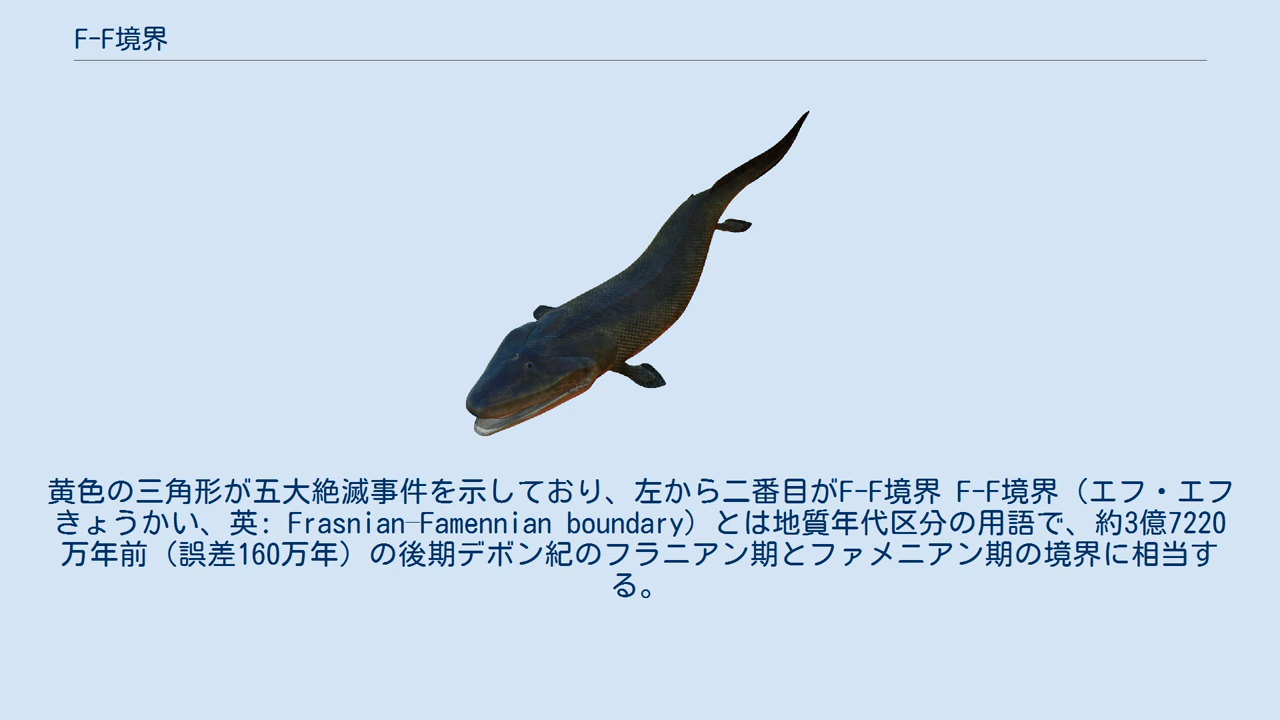 F-F境界
黄色の三角形が五大絶滅事件を示しており、左から二番目がF-F境界 F-F境界（エフ・エフ
きょうかい、英: Frasnian–Famennian boundary）とは地質年代区分の用語で、約3億7220
万年前（誤差160万年）の後期デボン紀のフラニアン期とファメニアン期の境界に相当す
る。